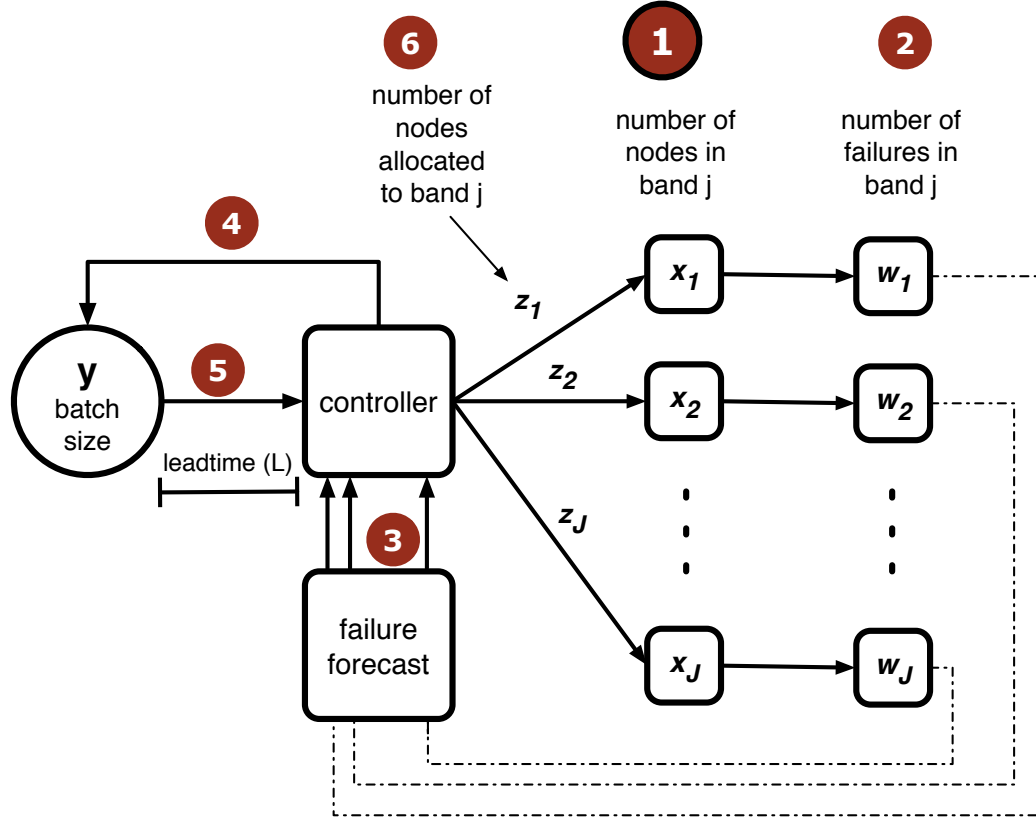 6
1
2
number of
nodes
allocated
to band j
number of
nodes in
band j
number of
failures in
band j
4
z1
x1
w1
y
batch
size
5
controller
z2
x2
w2
leadtime (L)
3
zJ
failure
forecast
xJ
wJ